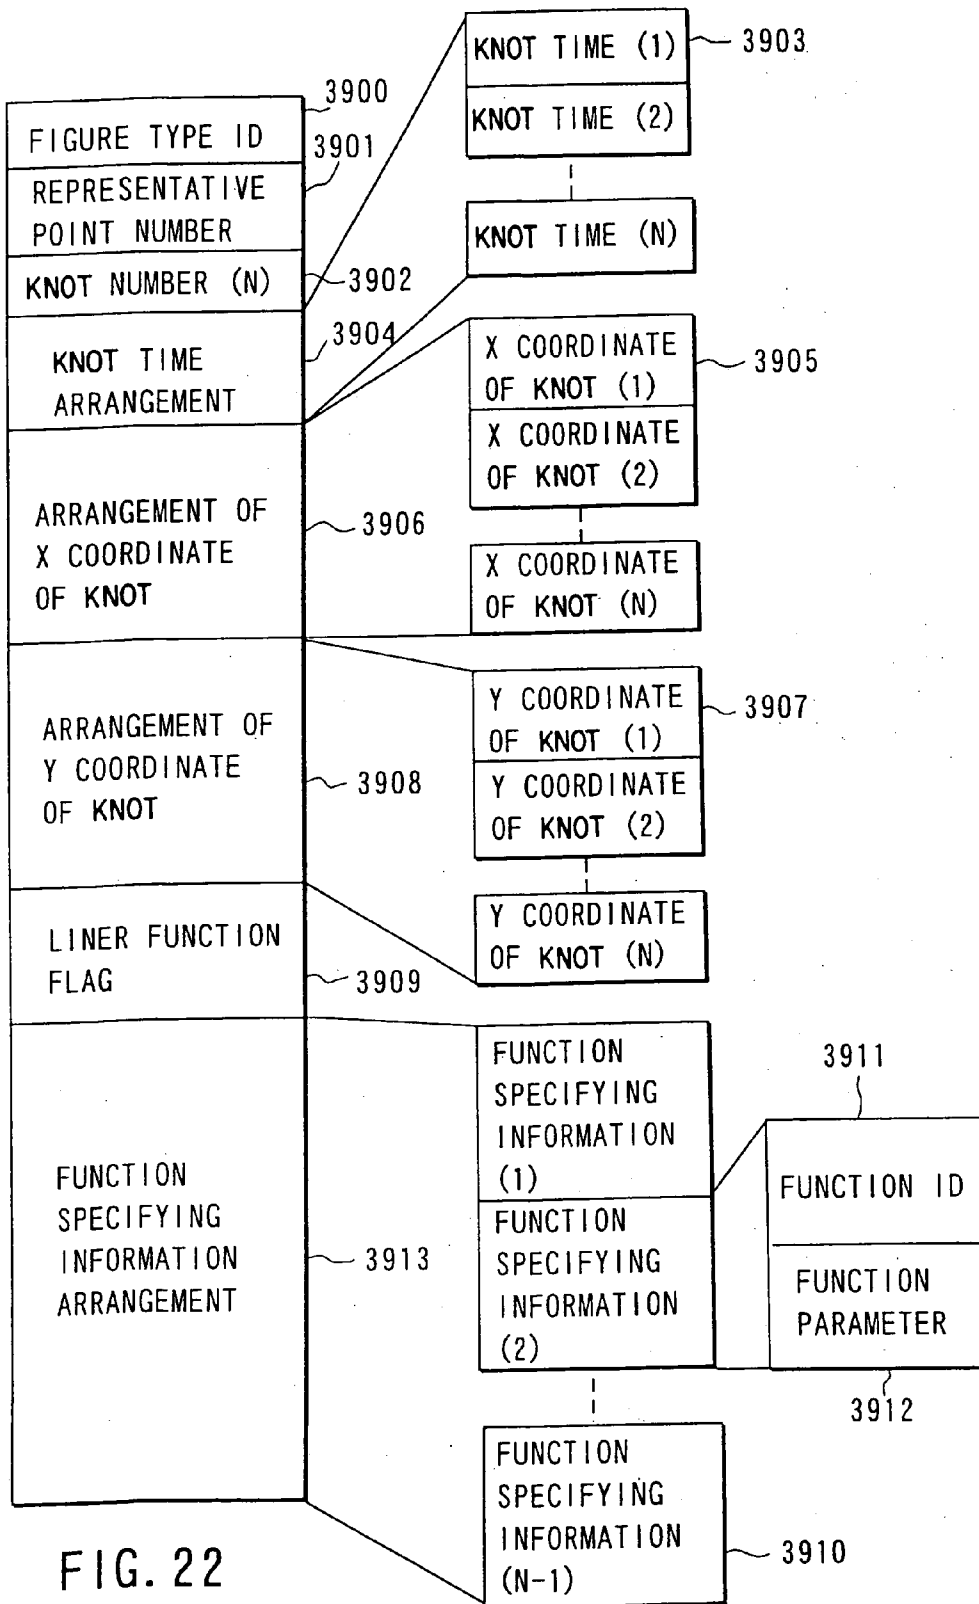 3900
FIGURE TYPE ID
3901
REPRESENTATIVE
POINT NUMBER
KNOT NUMBER (N)
3902
3904
KNOT TIME
ARRANGEMENT
ARRANGEMENT OF
X COORDINATE
OF KNOT
3906
ARRANGEMENT OF
Y COORDINATE
OF KNOT
3908
LINER FUNCTION
FLAG
3909
FUNCTION
SPECIFYING
INFORMATION
ARRANGEMENT
3913
KNOT TIME (1)
3903
KNOT TIME (2)
KNOT TIME (N)
X COORDINATE
OF KNOT (1)
3905
X COORDINATE
OF KNOT (2)
X COORDINATE
OF KNOT (N)
Y COORDINATE
OF KNOT (1)
3907
Y COORDINATE
OF KNOT (2)
Y COORDINATE
OF KNOT (N)
FUNCTION
SPECIFYING
INFORMATION
(1)
FUNCTION
SPECIFYING
INFORMATION
(2)
3911
FUNCTION ID
FUNCTION
PARAMETER
3912
FUNCTION
SPECIFYING
INFORMATION
(N-1)
3910
FIG. 22